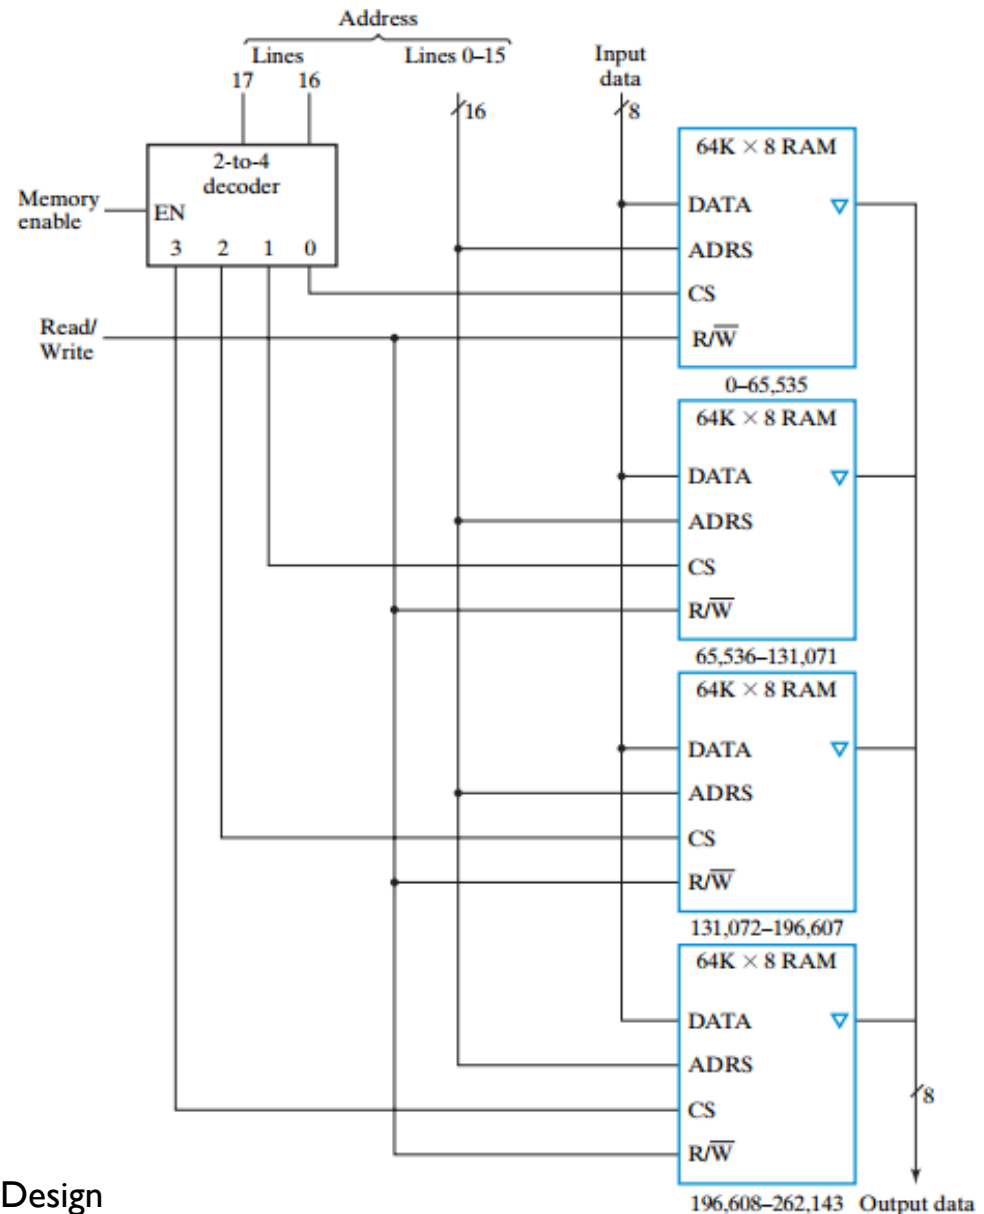 Address
Lines
Lines 0–15
Input
data
17 16
16
8
2-to-4
decoder
Memory
enable
EN
3 2 1 0
Read/
Write
64K × 8 RAM
DATA
ADRS
CS
R/W̅
0–65,535
64K × 8 RAM
DATA
ADRS
CS
R/W̅
65,536–131,071
64K × 8 RAM
DATA
ADRS
CS
R/W̅
131,072–196,607
64K × 8 RAM
DATA
ADRS
CS
R/W̅
8
196,608–262,143
Output data
Design